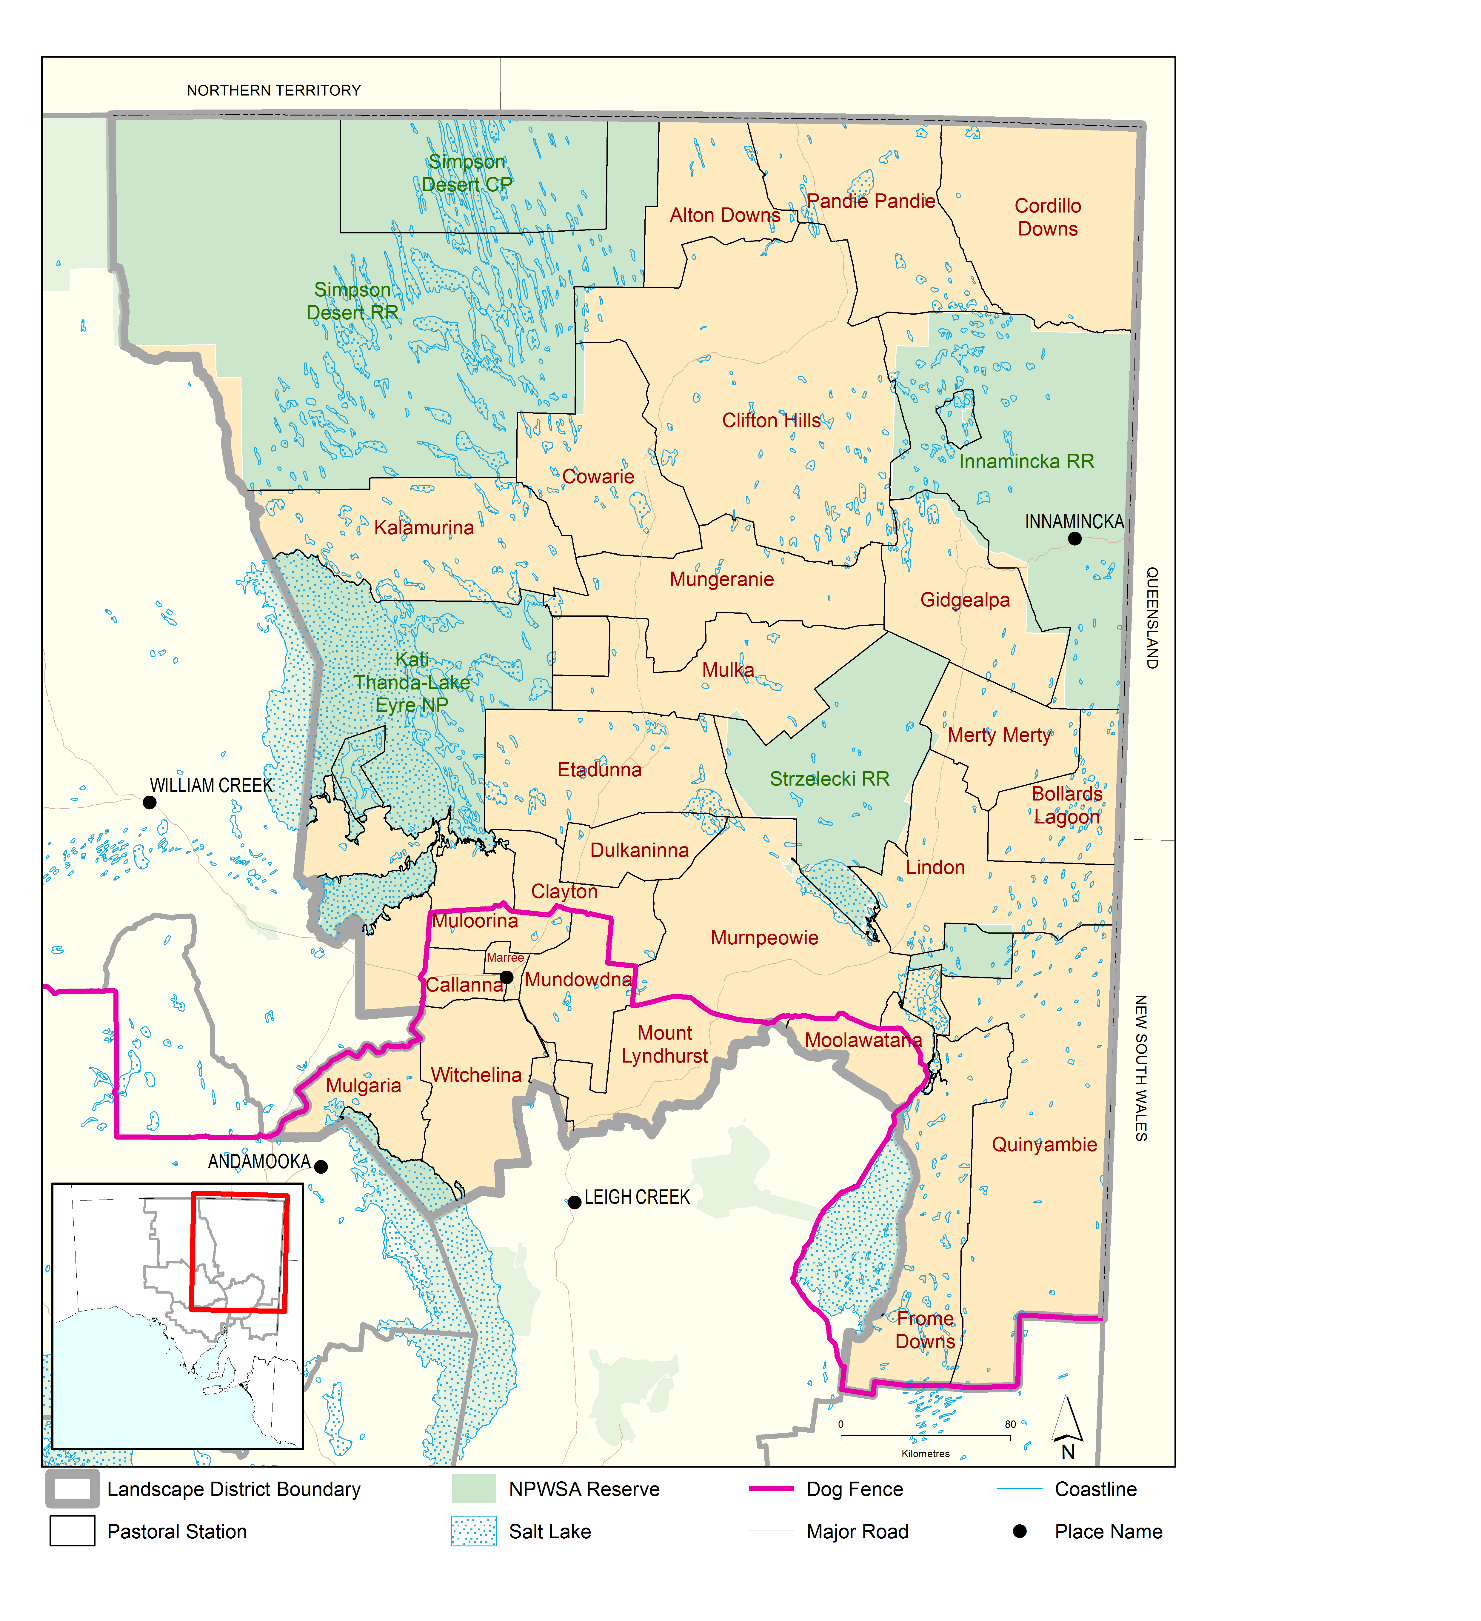 NORTHERN TERRITORY
Simpson
Desert CP
Alton Downs
Pandie Pandie
Cordillo
Downs
Simpson
Desert RR
Clifton Hills
Innamincka RR
Cowarie
Kalamurina
INNAMINCKA
Mungeranie
Gidgealpa
QUEENSLAND
Kati
Thanda-Lake
Eyre NP
Mulka
Merty Merty
Etadunna
Strzelecki RR
WILLIAM CREEK
Bollards
Lagoon
Dulkaninna
Lindon
Clayton
Muloorina
Murnpeowie
Marree
Callanna
Mundowdna
NEW SOUTH WALES
Mount
Lyndhurst
Moolawatana
Witchelina
Mulgaria
Quinyambie
ANDAMOOKA
LEIGH CREEK
Frome
Downs
0 80
Kilometres
N
Landscape District Boundary
NPWSA Reserve
Dog Fence
Coastline
Pastoral Station
Salt Lake
Major Road
Place Name